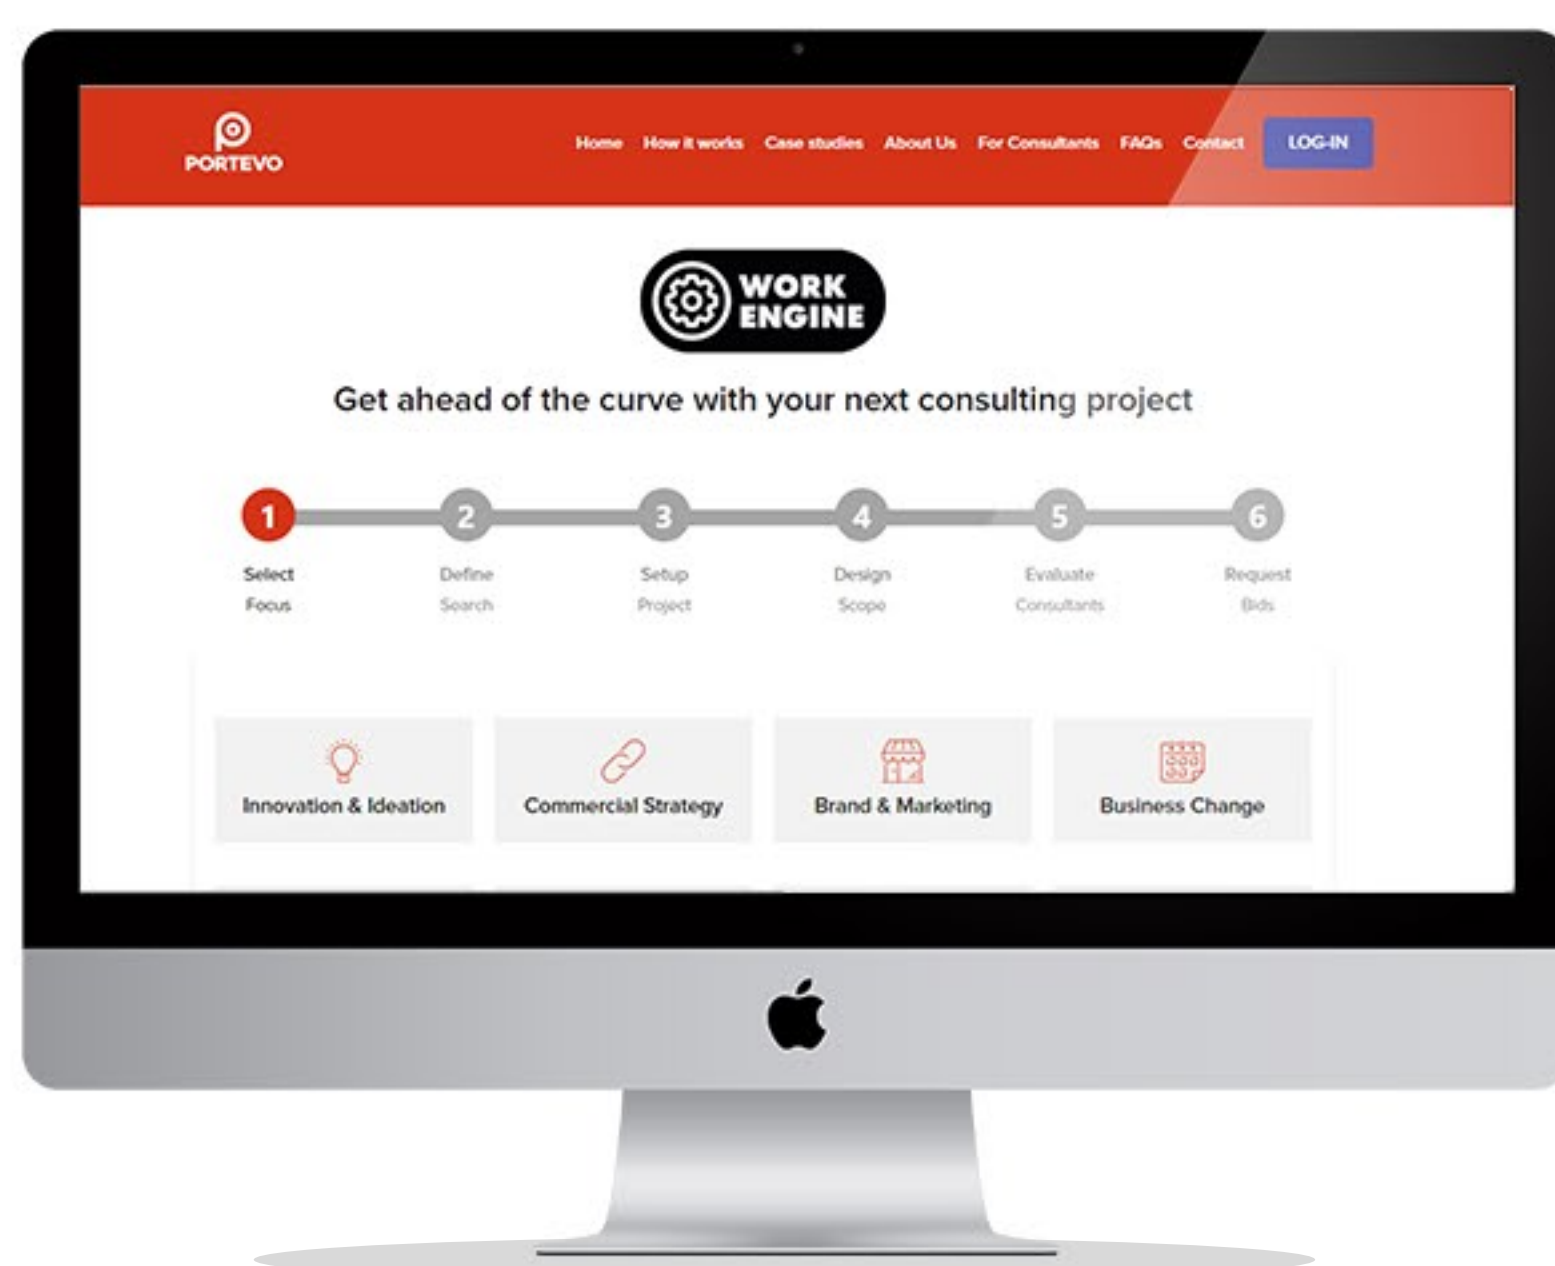 PORTEVO
Home How it works Case studies About Us For Consultants FAQs Contact LOG-IN
WORK
ENGINE
Get ahead of the curve with your next consulting project
1 2 3 4 5 6
Select Define Setup Design Evaluate Request
Focus Search Project Scope Consultants Bids
Innovation & Ideation Commercial Strategy Brand & Marketing Business Change